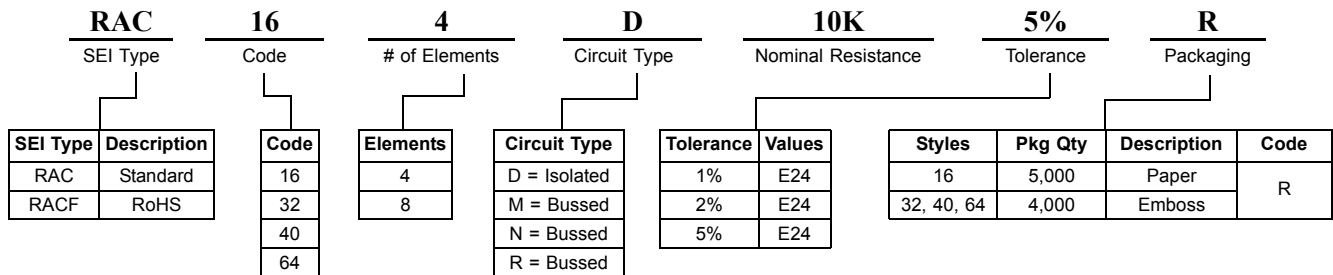 RAC 16 4 D 10K 5% R
SEI Type Code # of Elements Circuit Type Nominal Resistance Tolerance Packaging
SEI Type Description
RAC Standard
RACF RoHS
Code
16
32
40
64
Elements
4
8
Circuit Type
D = Isolated
M = Bussed
N = Bussed
R = Bussed
Tolerance Values
1% E24
2% E24
5% E24
Styles Pkg Qty Description Code
16 5,000 Paper R
32, 40, 64 4,000 Emboss